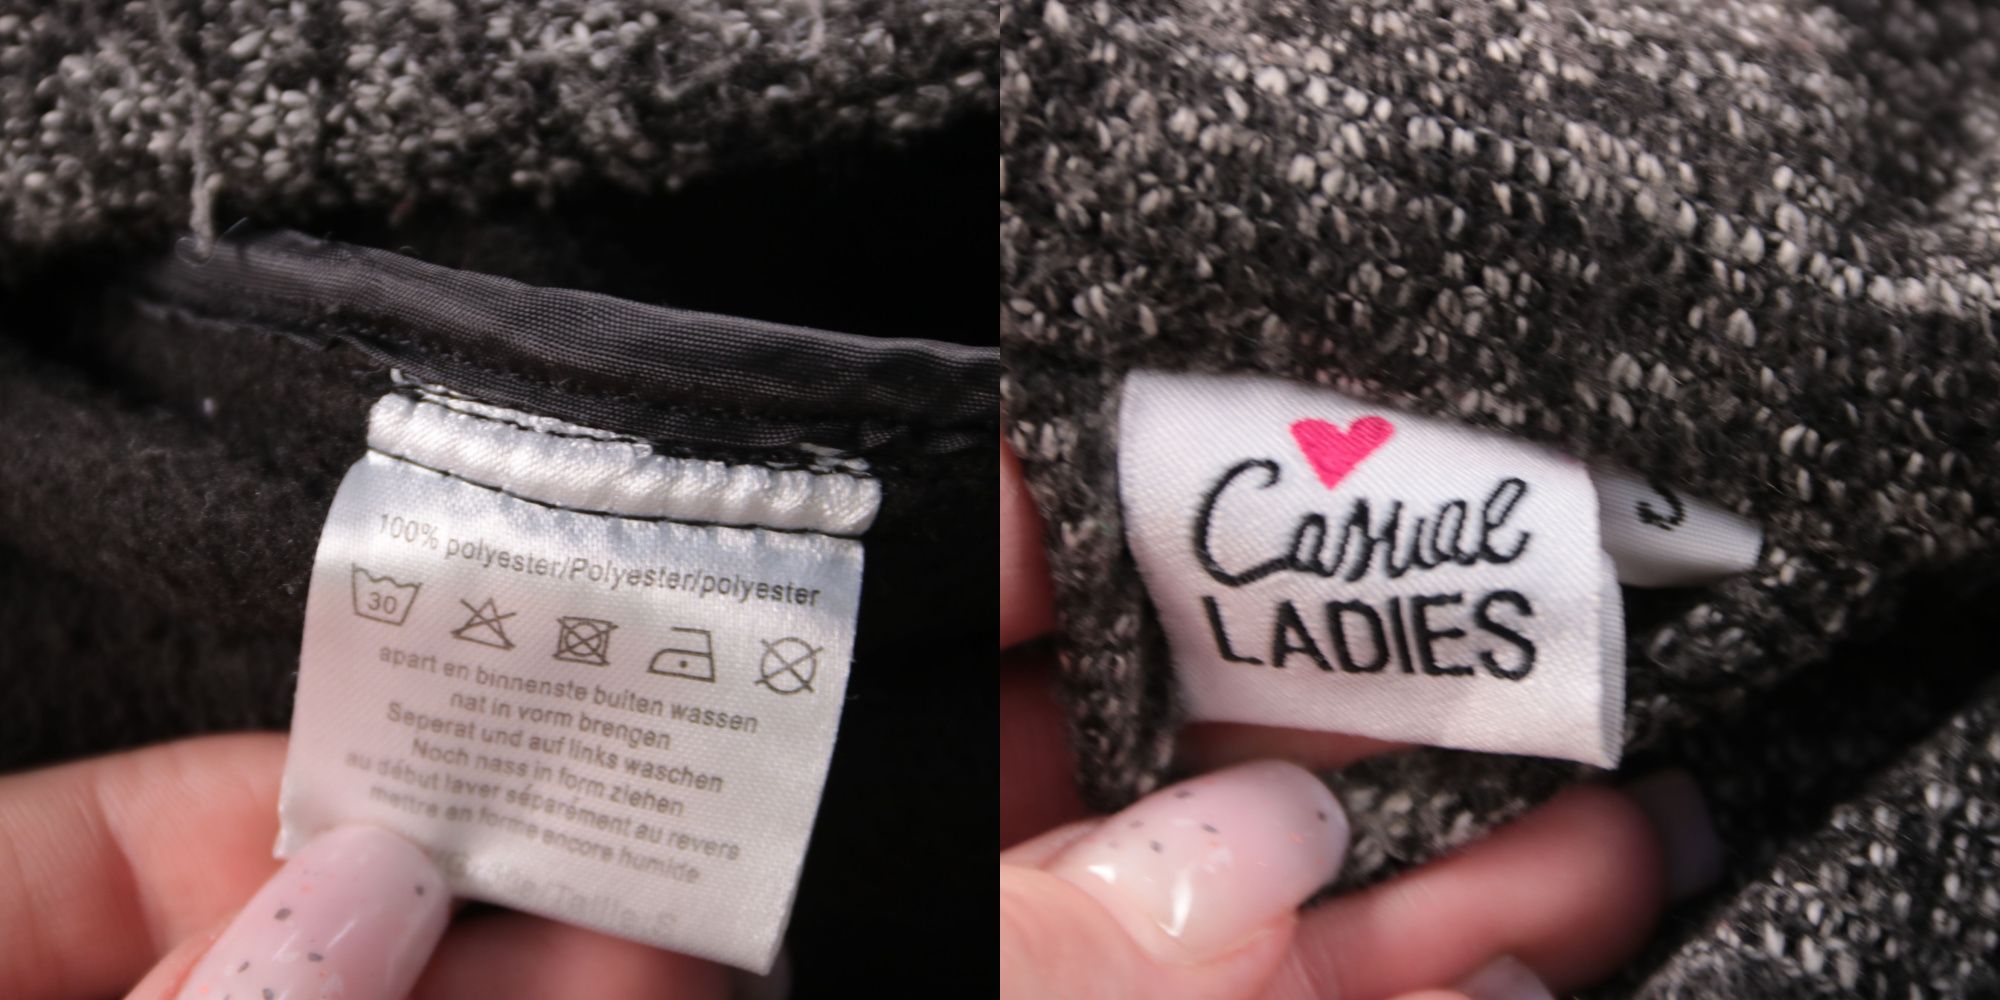 100% polyester/Polyester/polyester
30
apart en binnenste buiten wassen
nat in vorm brengen
Seperat und auf links waschen
Noch nass in form ziehen
au début laver séparément au revers
mettre en forme encore humide
/Taille S
Casual
LADIES